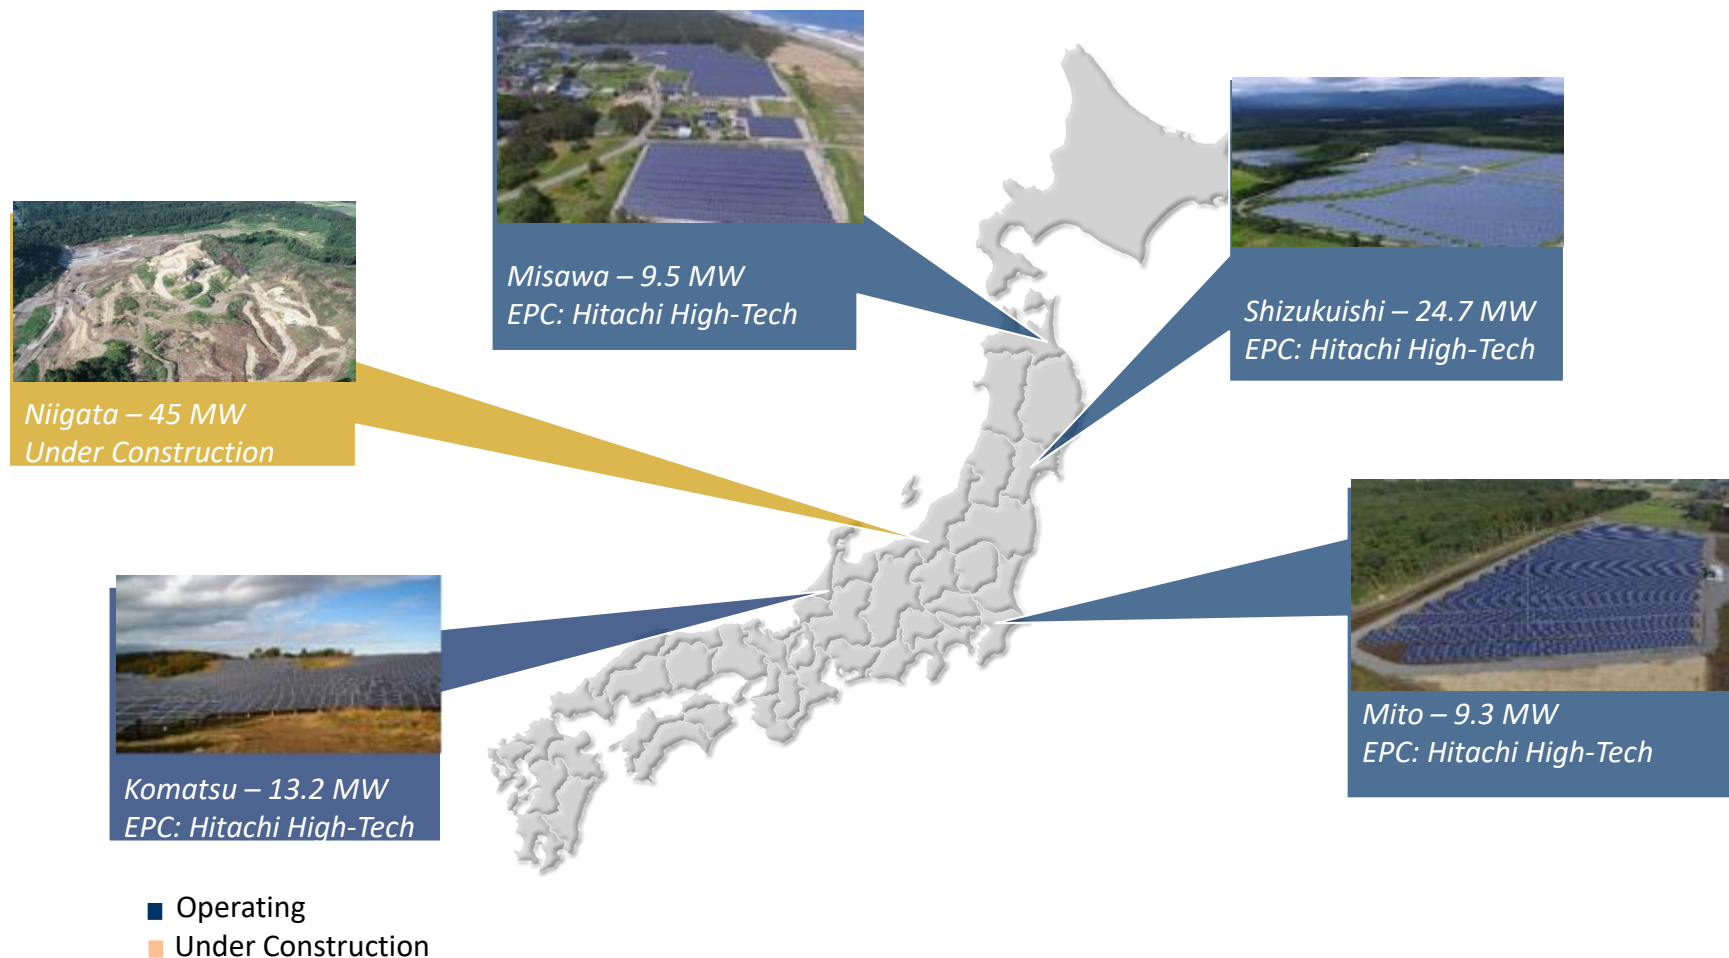 Misawa – 9.5 MW
EPC: Hitachi High-Tech
Shizukuishi – 24.7 MW
EPC: Hitachi High-Tech
Niigata – 45 MW
Under Construction
Mito – 9.3 MW
EPC: Hitachi High-Tech
Komatsu – 13.2 MW
EPC: Hitachi High-Tech
Operating
Under Construction